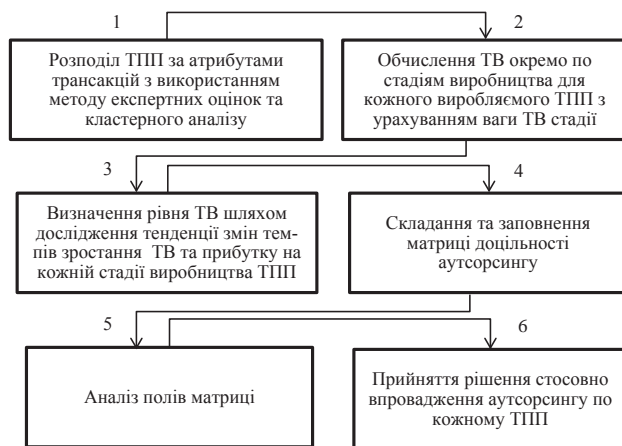 1
Розподіл ТПП за атрибутами
трансакцій з використанням
методу експертних оцінок та
кластерного аналізу
2
Обчислення ТВ окремо по
стадіям виробництва для
кожного виробляємого ТПП з
урахуванням ваги ТВ стадії
3
Визначення рівня ТВ шляхом
дослідження тенденції змін тем-
пів зростання ТВ та прибутку на
кожній стадії виробництва ТПП
4
Складання та заповнення
матриці доцільності
аутсорсингу
5
Аналіз полів матриці
6
Прийняття рішення стосовно
впровадження аутсорсингу по
кожному ТПП